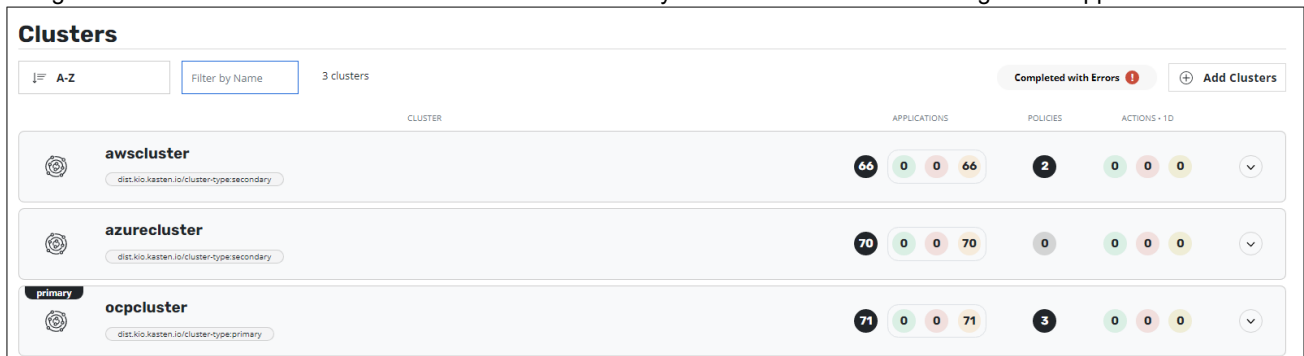 Clusters
A-Z
Filter by Name
3 clusters
Completed with Errors
Add Clusters
CLUSTER APPLICATIONS POLICIES ACTIONS • 1D
awscluster
dist.kio.kasten.io/cluster-type:secondary
66 0 0 66 2 0 0 0
azurecluster
dist.kio.kasten.io/cluster-type:secondary
70 0 0 70 0 0 0 0
primary
ocpcluster
dist.kio.kasten.io/cluster-type:primary
71 0 0 71 3 0 0 0